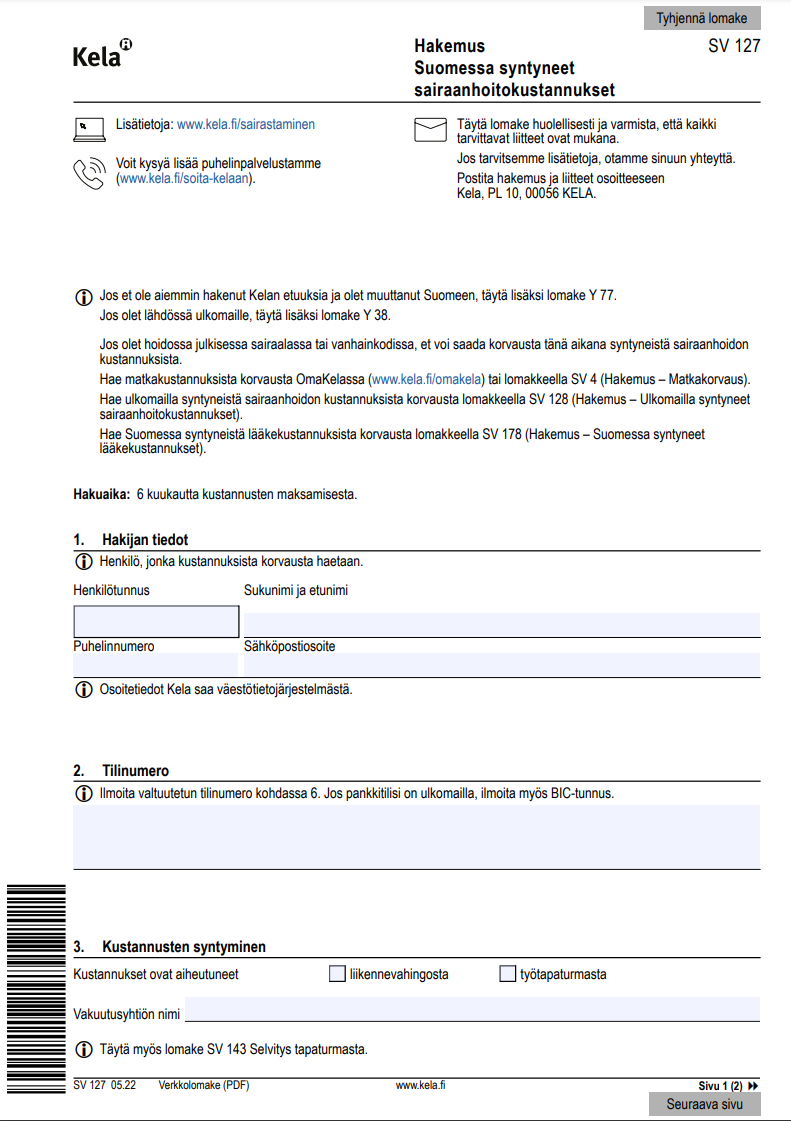 Tyhjennä lomake
Kela
Hakemus
Suomessa syntyneet
sairaanhoitokustannukset
SV 127
Lisätietoja: www.kela.fi/sairastaminen
Voit kysyä lisää puhelinpalvelustamme
(www.kela.fi/soita-kelaan).
Täytä lomake huolellisesti ja varmista, että kaikki
tarvittavat liitteet ovat mukana.
Jos tarvitsemme lisätietoja, otamme sinuun yhteyttä.
Postita hakemus ja liitteet osoitteeseen
Kela, PL 10, 00056 KELA.
Jos et ole aiemmin hakenut Kelan etuuksia ja olet muuttanut Suomeen, täytä lisäksi lomake Y 77.
Jos olet lähdössä ulkomaille, täytä lisäksi lomake Y 38.
Jos olet hoidossa julkisessa sairaalassa tai vanhainkodissa, et voi saada korvausta tänä aikana syntyneistä sairaanhoidon
kustannuksista.
Hae matkakustannuksista korvausta OmaKelassa (www.kela.fi/omakela) tai lomakkeella SV 4 (Hakemus – Matkakorvaus).
Hae ulkomailla syntyneistä sairaanhoidon kustannuksista korvausta lomakkeella SV 128 (Hakemus – Ulkomailla syntyneet
sairaanhoitokustannukset).
Hae Suomessa syntyneistä lääkekustannuksista korvausta lomakkeella SV 178 (Hakemus – Suomessa syntyneet
lääkekustannukset).
Hakuaika: 6 kuukautta kustannusten maksamisesta.
1. Hakijan tiedot
Henkilö, jonka kustannuksista korvausta haetaan.
Henkilötunnus Sukunimi ja etunimi
Puhelinnumero Sähköpostiosoite
Osoitetiedot Kela saa väestötietojärjestelmästä.
2. Tilinumero
Ilmoita valtuutetun tilinumero kohdassa 6. Jos pankkitilisi on ulkomailla, ilmoita myös BIC-tunnus.
3. Kustannusten syntyminen
Kustannukset ovat aiheutuneet liikennevahingosta työtapaturmasta
Vakuutusyhtiön nimi
Täytä myös lomake SV 143 Selvitys tapaturmasta.
SV 127 05.22 Verkkolomake (PDF) www.kela.fi Sivu 1 (2)
Seuraava sivu